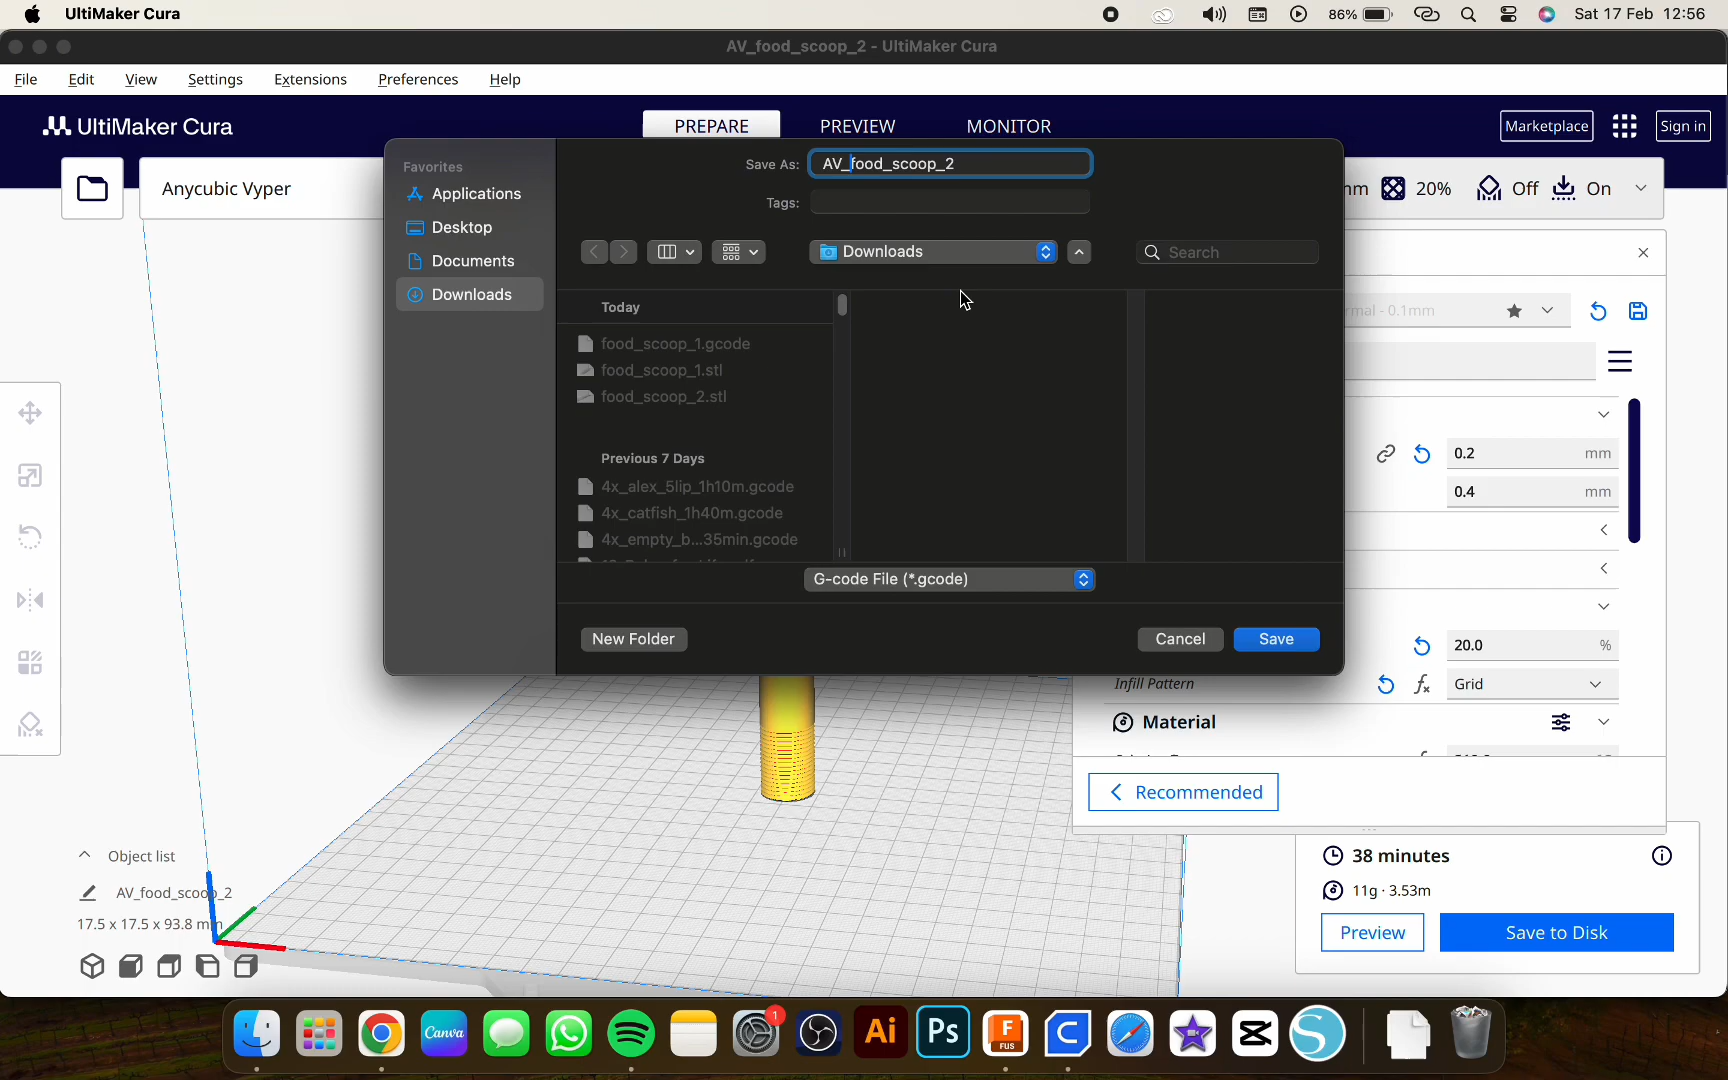 UltiMaker Cura
86%
Sat 17 Feb 12:56
AV_food_scoop_2 - UltiMaker Cura
File Edit View Settings Extensions Preferences Help
UltiMaker Cura
PREPARE PREVIEW MONITOR
Marketplace
Sign in
Anycubic Vyper
mm 20% Off On
Favorites
Applications
Desktop
Documents
Downloads
Save As: AV_food_scoop_2
Tags:
Downloads
Search
Today
food_scoop_1.gcode
food_scoop_1.stl
food_scoop_2.stl
Previous 7 Days
4x_alex_5lip_1h10m.gcode
4x_catfish_1h40m.gcode
4x_empty_b...35min.gcode
G-code File (*.gcode)
New Folder
Cancel
Save
rmal - 0.1mm
0.2 mm
0.4 mm
20.0 %
Infill Pattern
Grid
Material
Recommended
38 minutes
11g · 3.53m
Preview
Save to Disk
Object list
AV_food_scoop_2
17.5 x 17.5 x 93.8 m
Canva
1
Ai
Ps
F
FUS